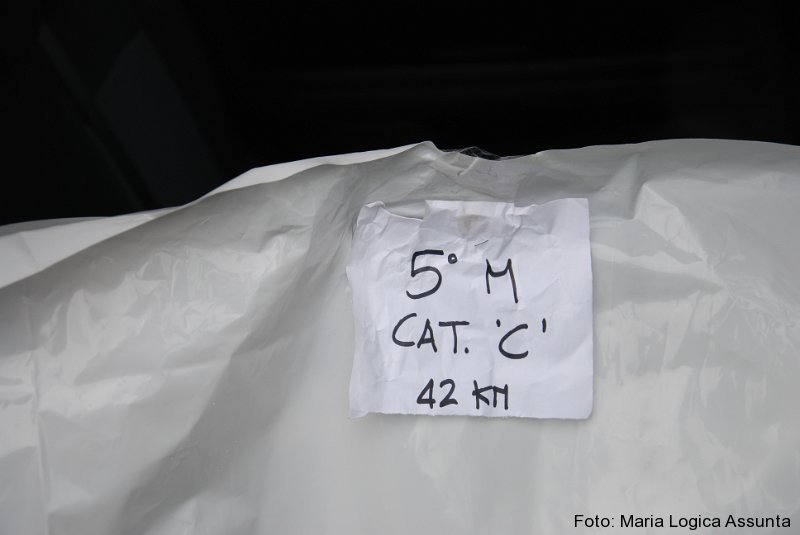 5° M
CAT. 'C'
42 KM
Foto: Maria Logica Assunta